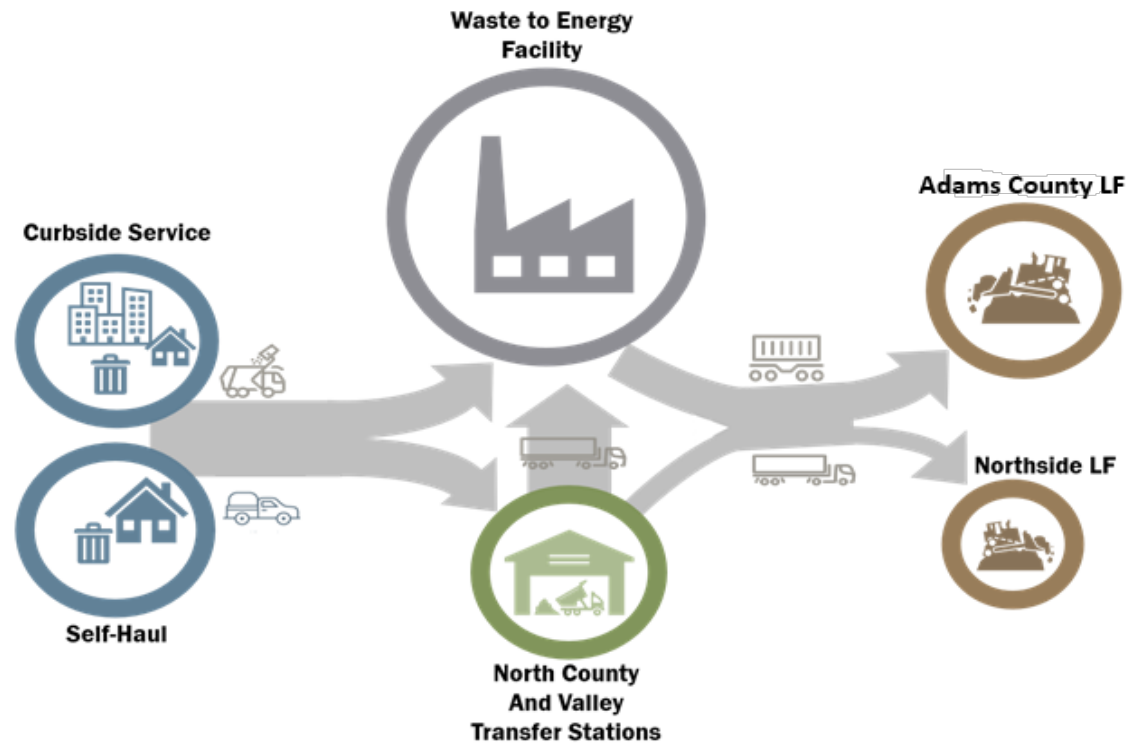 Waste to Energy
Facility
Adams County LF
Curbside Service
Northside LF
Self-Haul
North County
And Valley
Transfer Stations